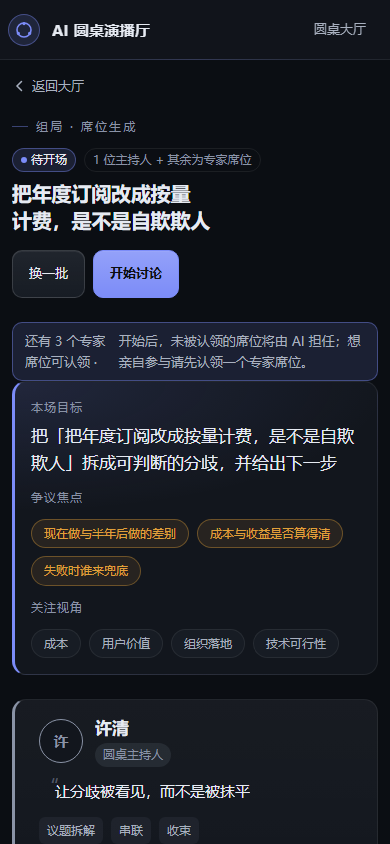 AI 圆桌演播厅
圆桌大厅
返回大厅
组局 · 席位生成
待开场
1 位主持人 + 其余为专家席位
把年度订阅改成按量
计费，是不是自欺欺人
换一批
开始讨论
还有 3 个专家
席位可认领 ·
开始后，未被认领的席位将由 AI 担任；想
亲自参与请先认领一个专家席位。
本场目标
把「把年度订阅改成按量计费，是不是自欺
欺人」拆成可判断的分歧，并给出下一步
争议焦点
现在做与半年后做的差别
成本与收益是否算得清
失败时谁来兜底
关注视角
成本
用户价值
组织落地
技术可行性
许
许清
圆桌主持人
“
让分歧被看见，而不是被抹平
议题拆解
串联
收束